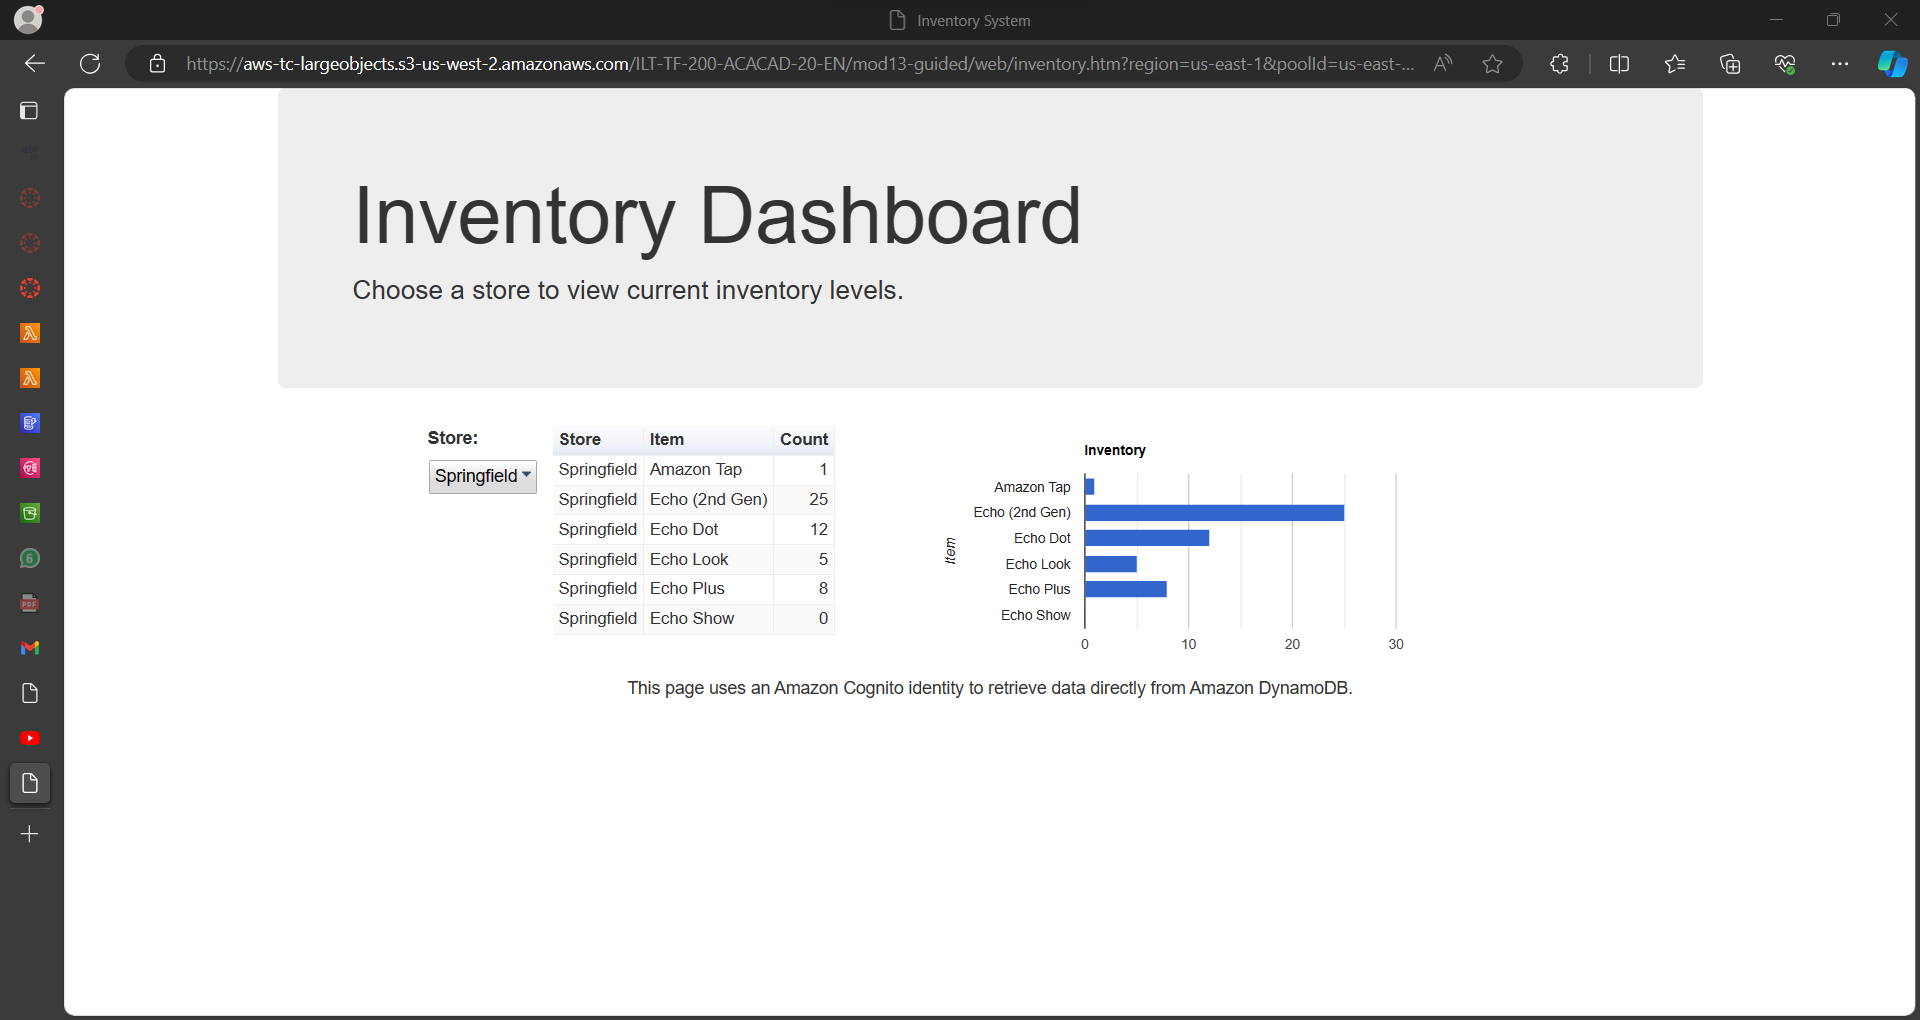 Inventory System
https://aws-tc-largeobjects.s3-us-west-2.amazonaws.com/ILT-TF-200-ACACAD-20-EN/mod13-guided/web/inventory.htm?region=us-east-1&poolId=us-east-...
Inventory Dashboard
Choose a store to view current inventory levels.
Store:
Springfield
Store Item Count
Springfield Amazon Tap 1
Springfield Echo (2nd Gen) 25
Springfield Echo Dot 12
Springfield Echo Look 5
Springfield Echo Plus 8
Springfield Echo Show 0
Inventory
Item
Amazon Tap
Echo (2nd Gen)
Echo Dot
Echo Look
Echo Plus
Echo Show
0 10 20 30
This page uses an Amazon Cognito identity to retrieve data directly from Amazon DynamoDB.